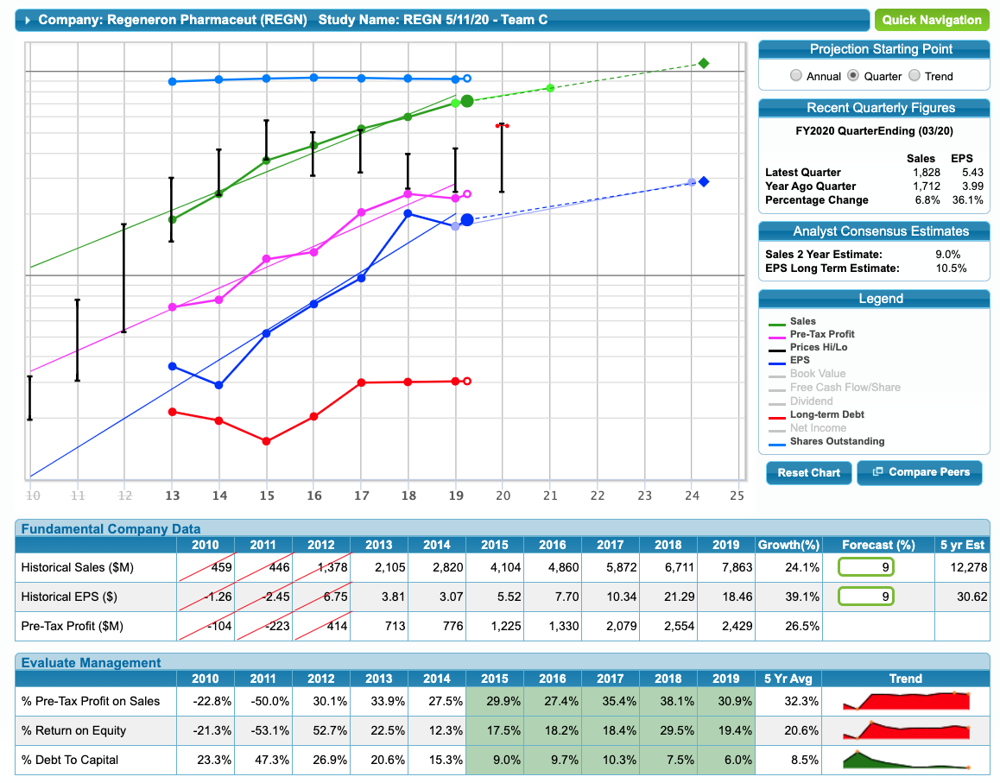 Company: Regeneron Pharmaceut (REGN) Study Name: REGN 5/11/20 - Team C
Quick Navigation
Projection Starting Point
Annual Quarter Trend
Recent Quarterly Figures
FY2020 QuarterEnding (03/20)
Sales EPS
Latest Quarter 1,828 5.43
Year Ago Quarter 1,712 3.99
Percentage Change 6.8% 36.1%
Analyst Consensus Estimates
Sales 2 Year Estimate: 9.0%
EPS Long Term Estimate: 10.5%
Legend
Sales
Pre-Tax Profit
Prices Hi/Lo
EPS
Book Value
Free Cash Flow/Share
Dividend
Long-term Debt
Net Income
Shares Outstanding
Reset Chart Compare Peers
10 11 12 13 14 15 16 17 18 19 20 21 22 23 24 25
Fundamental Company Data
2010 2011 2012 2013 2014 2015 2016 2017 2018 2019 Growth(%) Forecast (%) 5 yr Est
Historical Sales ($M) 459 446 1,378 2,105 2,820 4,104 4,860 5,872 6,711 7,863 24.1% 9 12,278
Historical EPS ($) -1.26 -2.45 6.75 3.81 3.07 5.52 7.70 10.34 21.29 18.46 39.1% 9 30.62
Pre-Tax Profit ($M) -104 -223 414 713 776 1,225 1,330 2,079 2,554 2,429 26.5%
Evaluate Management
2010 2011 2012 2013 2014 2015 2016 2017 2018 2019 5 Yr Avg Trend
% Pre-Tax Profit on Sales -22.8% -50.0% 30.1% 33.9% 27.5% 29.9% 27.4% 35.4% 38.1% 30.9% 32.3%
% Return on Equity -21.3% -53.1% 52.7% 22.5% 12.3% 17.5% 18.2% 18.4% 29.5% 19.4% 20.6%
% Debt To Capital 23.3% 47.3% 26.9% 20.6% 15.3% 9.0% 9.7% 10.3% 7.5% 6.0% 8.5%